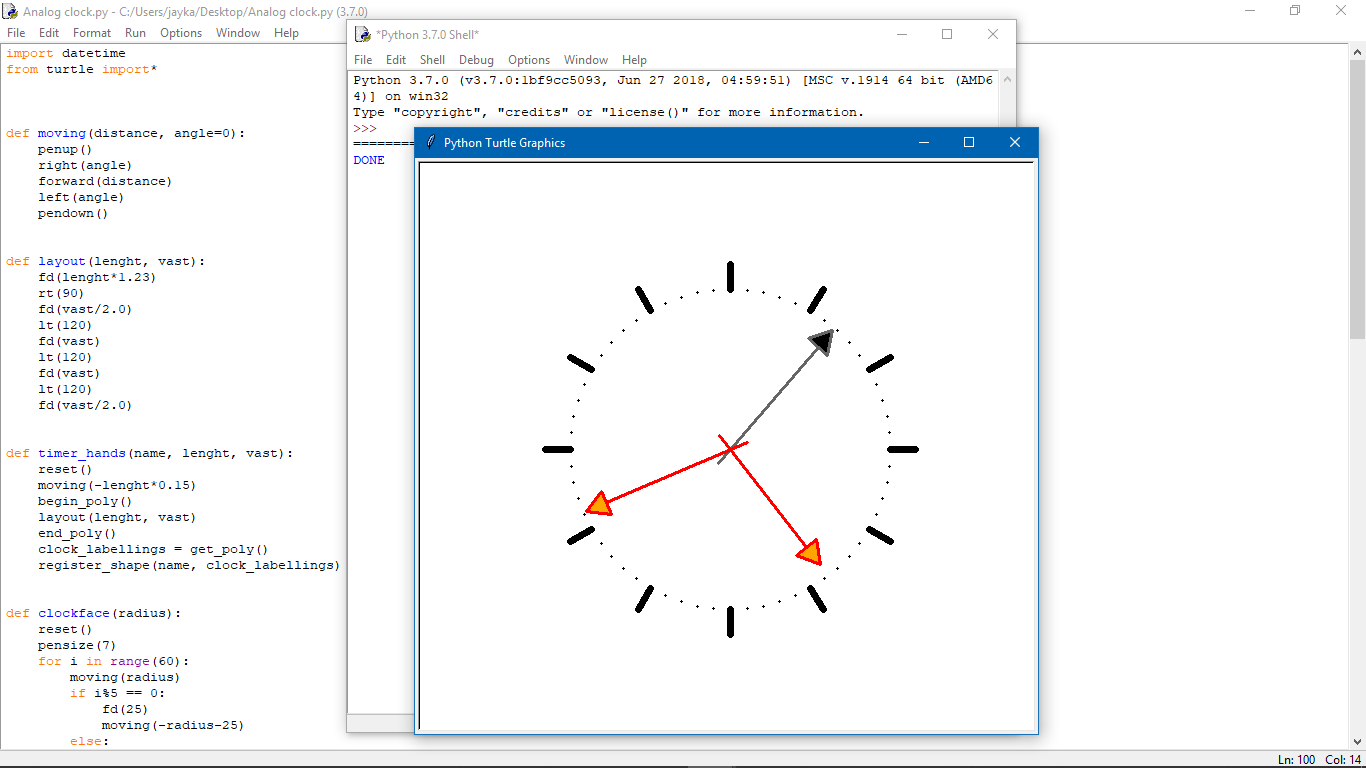 Analog clock.py - C:/Users/jayka/Desktop/Analog clock.py (3.7.0)
File Edit Format Run Options Window Help
import datetime
from turtle import*
def moving(distance, angle=0):
    penup()
    right(angle)
    forward(distance)
    left(angle)
    pendown()
def layout(lenght, vast):
    fd(lenght*1.23)
    rt(90)
    fd(vast/2.0)
    lt(120)
    fd(vast)
    lt(120)
    fd(vast)
    lt(120)
    fd(vast/2.0)
def timer_hands(name, lenght, vast):
    reset()
    moving(-lenght*0.15)
    begin_poly()
    layout(lenght, vast)
    end_poly()
    clock_labellings = get_poly()
    register_shape(name, clock_labellings)
def clockface(radius):
    reset()
    pensize(7)
    for i in range(60):
        moving(radius)
        if i%5 == 0:
            fd(25)
            moving(-radius-25)
        else:
*Python 3.7.0 Shell*
File Edit Shell Debug Options Window Help
Python 3.7.0 (v3.7.0:1bf9cc5093, Jun 27 2018, 04:59:51) [MSC v.1914 64 bit (AMD6
4)] on win32
Type "copyright", "credits" or "license()" for more information.
>>>
========
DONE
Python Turtle Graphics
Ln: 100 Col: 14